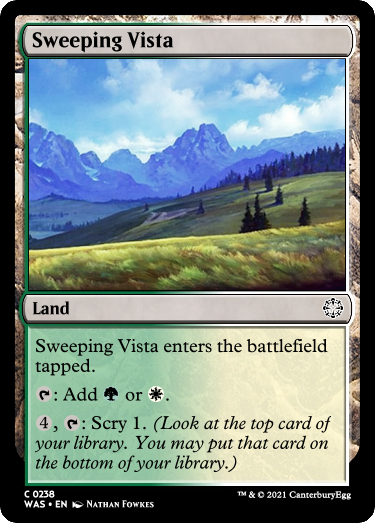 Sweeping Vista
Land
Sweeping Vista enters the battlefield
tapped.
: Add or .
4, : Scry 1. (Look at the top card of
your library. You may put that card on
the bottom of your library.)
C 0238
WAS • EN NATHAN FOWKES
™ & © 2021 CanterburyEgg